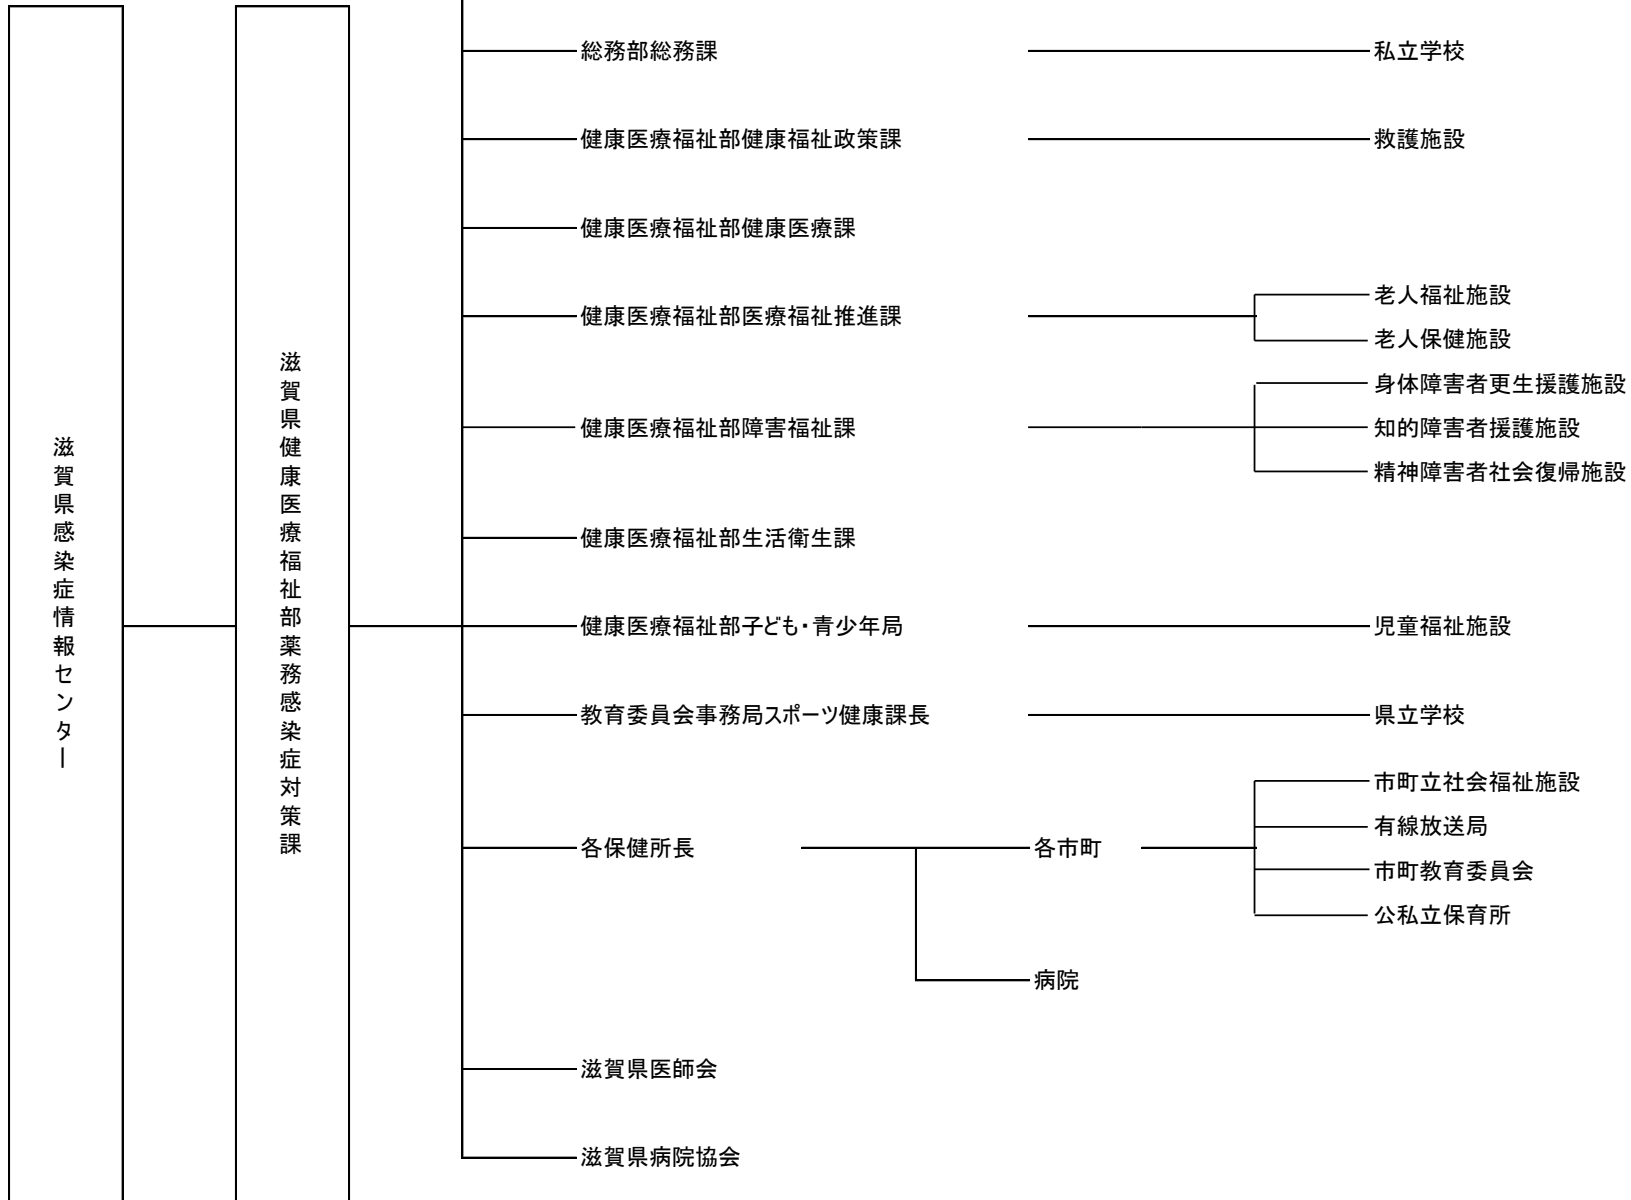 滋賀県感染症情報センター
滋賀県健康医療福祉部薬務感染症対策課
総務部総務課
私立学校
健康医療福祉部健康福祉政策課
救護施設
健康医療福祉部健康医療課
健康医療福祉部医療福祉推進課
老人福祉施設
老人保健施設
健康医療福祉部障害福祉課
身体障害者更生援護施設
知的障害者援護施設
精神障害者社会復帰施設
健康医療福祉部生活衛生課
健康医療福祉部子ども・青少年局
児童福祉施設
教育委員会事務局スポーツ健康課長
県立学校
各保健所長
各市町
市町立社会福祉施設
有線放送局
市町教育委員会
公私立保育所
病院
滋賀県医師会
滋賀県病院協会